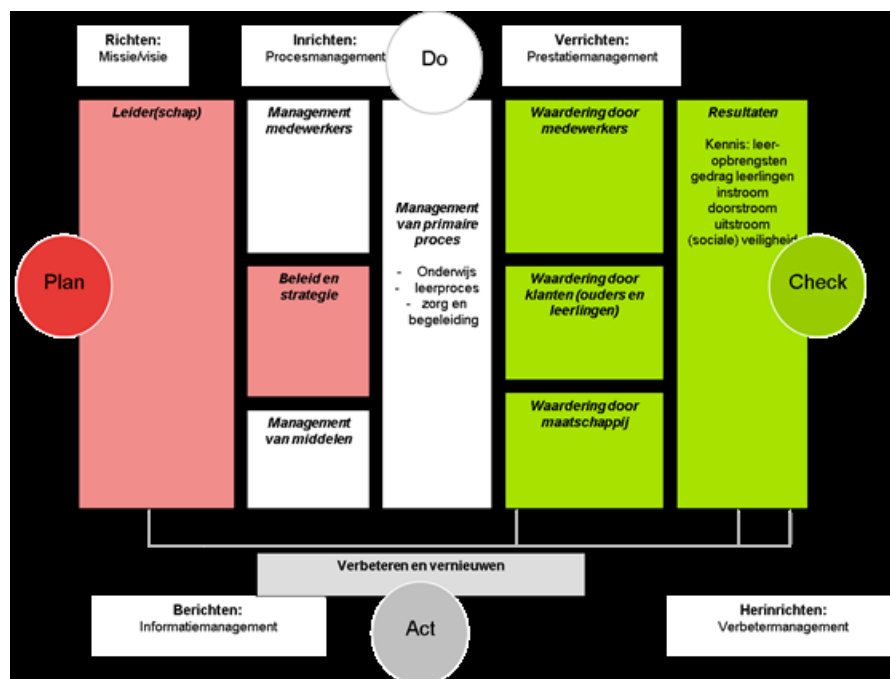 Richten:
Missie/visie
Inrichten:
Procesmanagement
Do
Verrichten:
Prestatiemanagement
Leider(schap)
Management
medewerkers
Beleid en
strategie
Management
van middelen
Management
van primaire
proces
- Onderwijs
- leerproces
- zorg en
begeleiding
Waardering door
medewerkers
Waardering door
klanten (ouders en
leerlingen)
Waardering door
maatschappij
Resultaten
Kennis: leer-
opbrengsten
gedrag leerlingen
instroom
doorstroom
uitstroom
(sociale) veiligheid
Plan
Check
Verbeteren en vernieuwen
Berichten:
Informatiemanagement
Act
Herinrichten:
Verbetermanagement